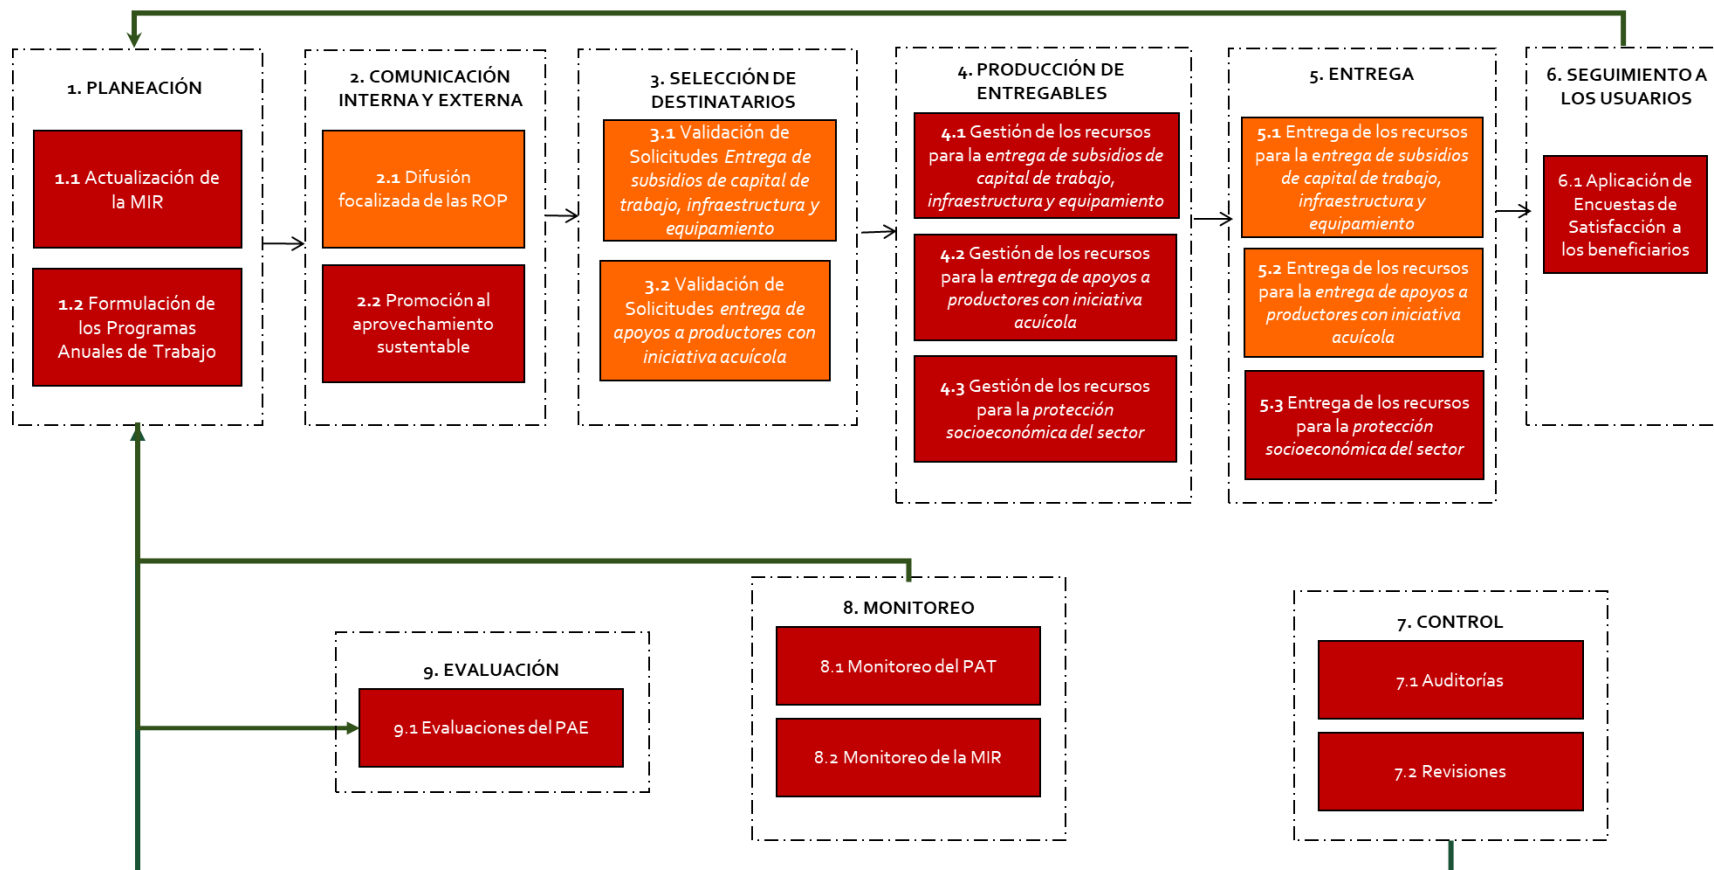 1. PLANEACIÓN
1.1 Actualización de
la MIR
1.2 Formulación de
los Programas
Anuales de Trabajo
2. COMUNICACIÓN
INTERNA Y EXTERNA
2.1 Difusión
focalizada de las ROP
2.2 Promoción al
aprovechamiento
sustentable
3. SELECCIÓN DE
DESTINATARIOS
3.1 Validación de
Solicitudes Entrega de
subsidios de capital de
trabajo, infraestructura y
equipamiento
3.2 Validación de
Solicitudes entrega de
apoyos a productores con
iniciativa acuícola
4. PRODUCCIÓN DE
ENTREGABLES
4.1 Gestión de los recursos
para la entrega de subsidios de
capital de trabajo,
infraestructura y equipamiento
4.2 Gestión de los recursos
para la entrega de apoyos a
productores con iniciativa
acuícola
4.3 Gestión de los recursos
para la protección
socioeconómica del sector
5. ENTREGA
5.1 Entrega de los recursos
para la entrega de subsidios
de capital de trabajo,
infraestructura y
equipamiento
5.2 Entrega de los recursos
para la entrega de apoyos a
productores con iniciativa
acuícola
5.3 Entrega de los recursos
para la protección
socioeconómica del sector
6. SEGUIMIENTO A
LOS USUARIOS
6.1 Aplicación de
Encuestas de
Satisfacción a
los beneficiarios
9. EVALUACIÓN
9.1 Evaluaciones del PAE
8. MONITOREO
8.1 Monitoreo del PAT
8.2 Monitoreo de la MIR
7. CONTROL
7.1 Auditorías
7.2 Revisiones